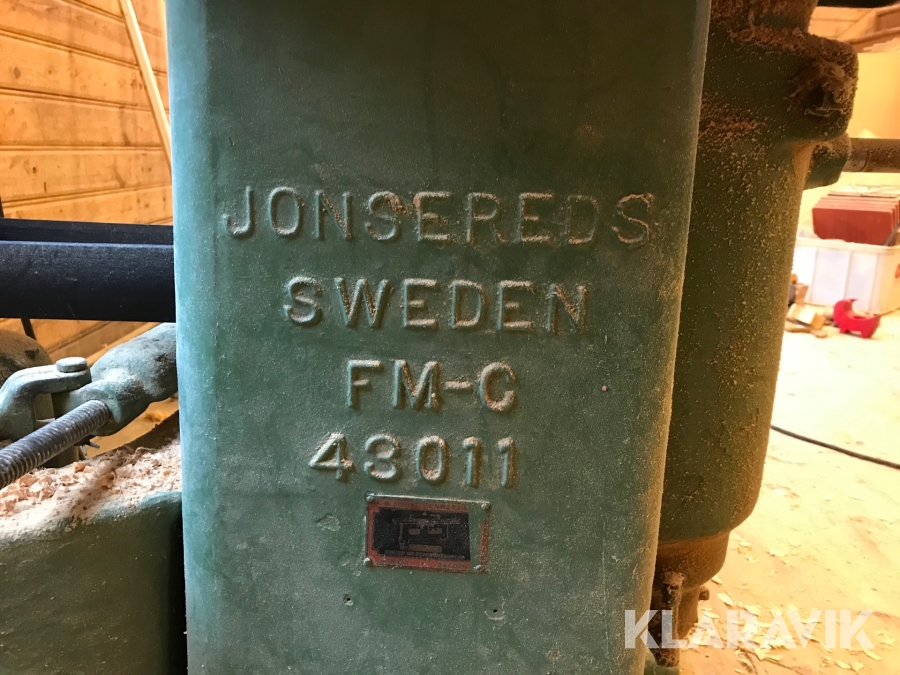 JONSEREDS
SWEDEN
FM-C
43011
KLARAVIK